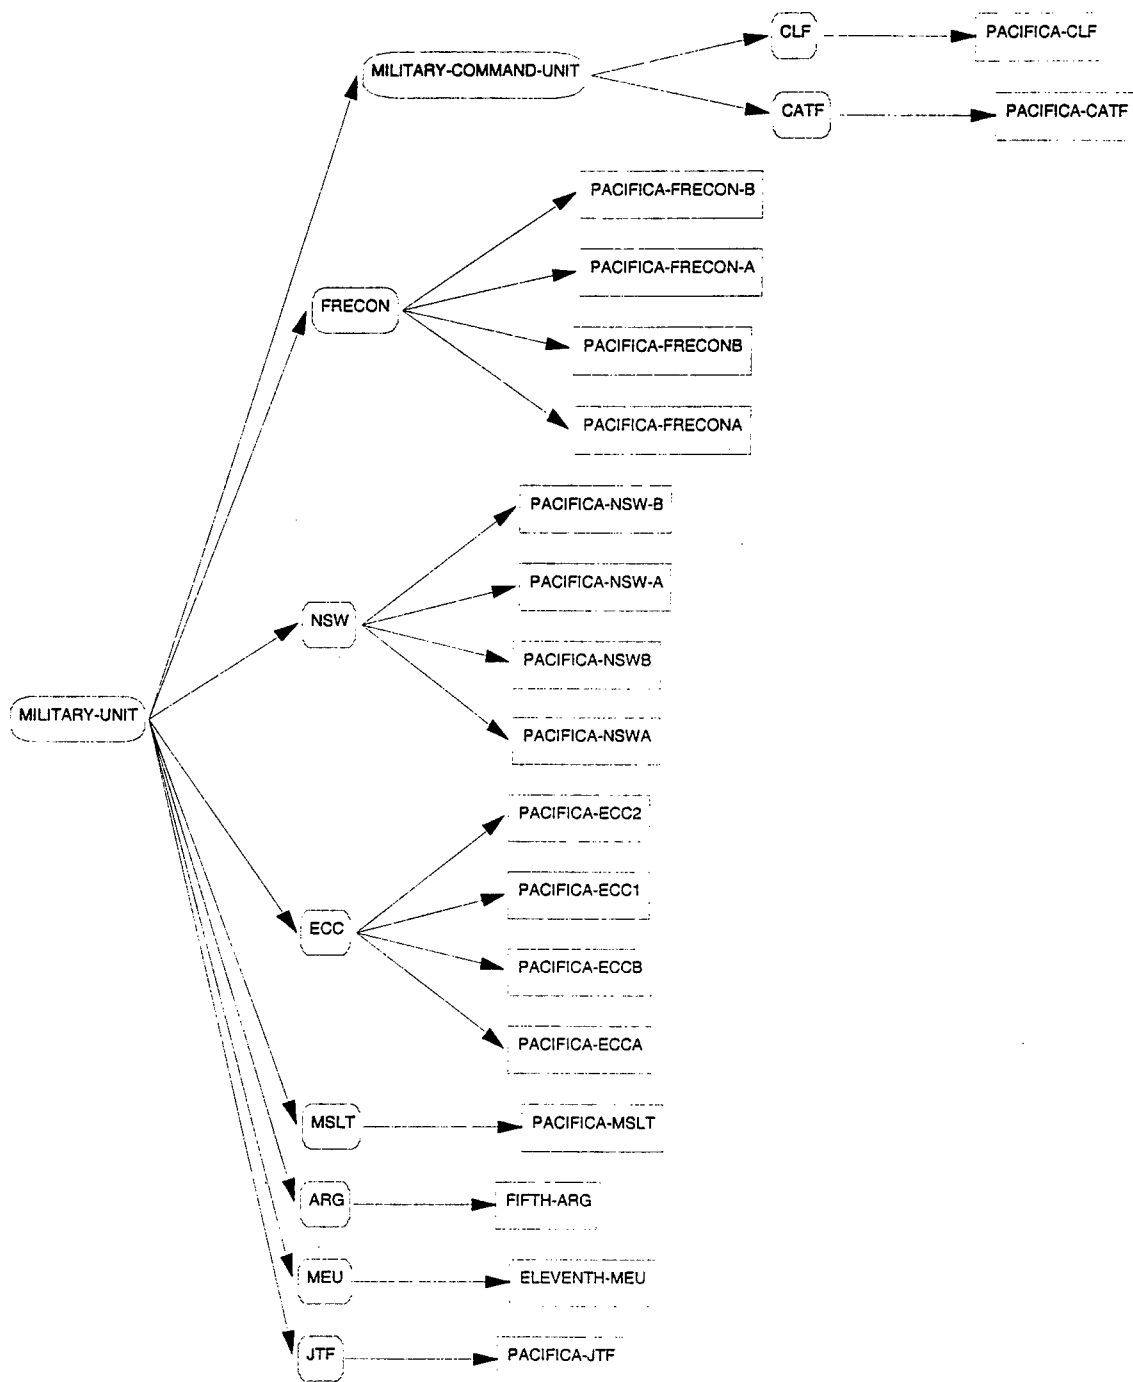 CLF
PACIFICA-CLF
MILITARY-COMMAND-UNIT
CATF
PACIFICA-CATF
PACIFICA-FRECON-B
PACIFICA-FRECON-A
FRECON
PACIFICA-FRECONB
PACIFICA-FRECONA
PACIFICA-NSW-B
PACIFICA-NSW-A
NSW
PACIFICA-NSWB
MILITARY-UNIT
PACIFICA-NSWA
PACIFICA-ECC2
PACIFICA-ECC1
ECC
PACIFICA-ECCB
PACIFICA-ECCA
MSLT
PACIFICA-MSLT
ARG
FIFTH-ARG
MEU
ELEVENTH-MEU
JTF
PACIFICA-JTF